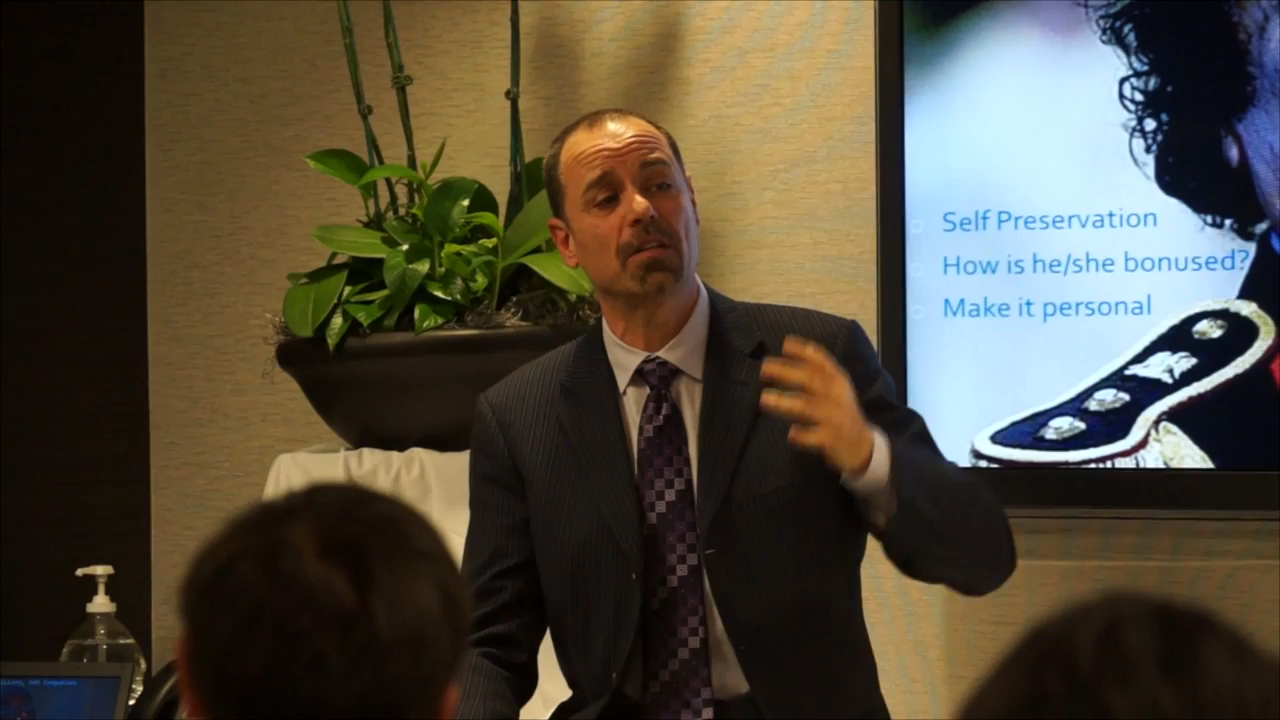 Self Preservation
How is he/she bonused?
Make it personal